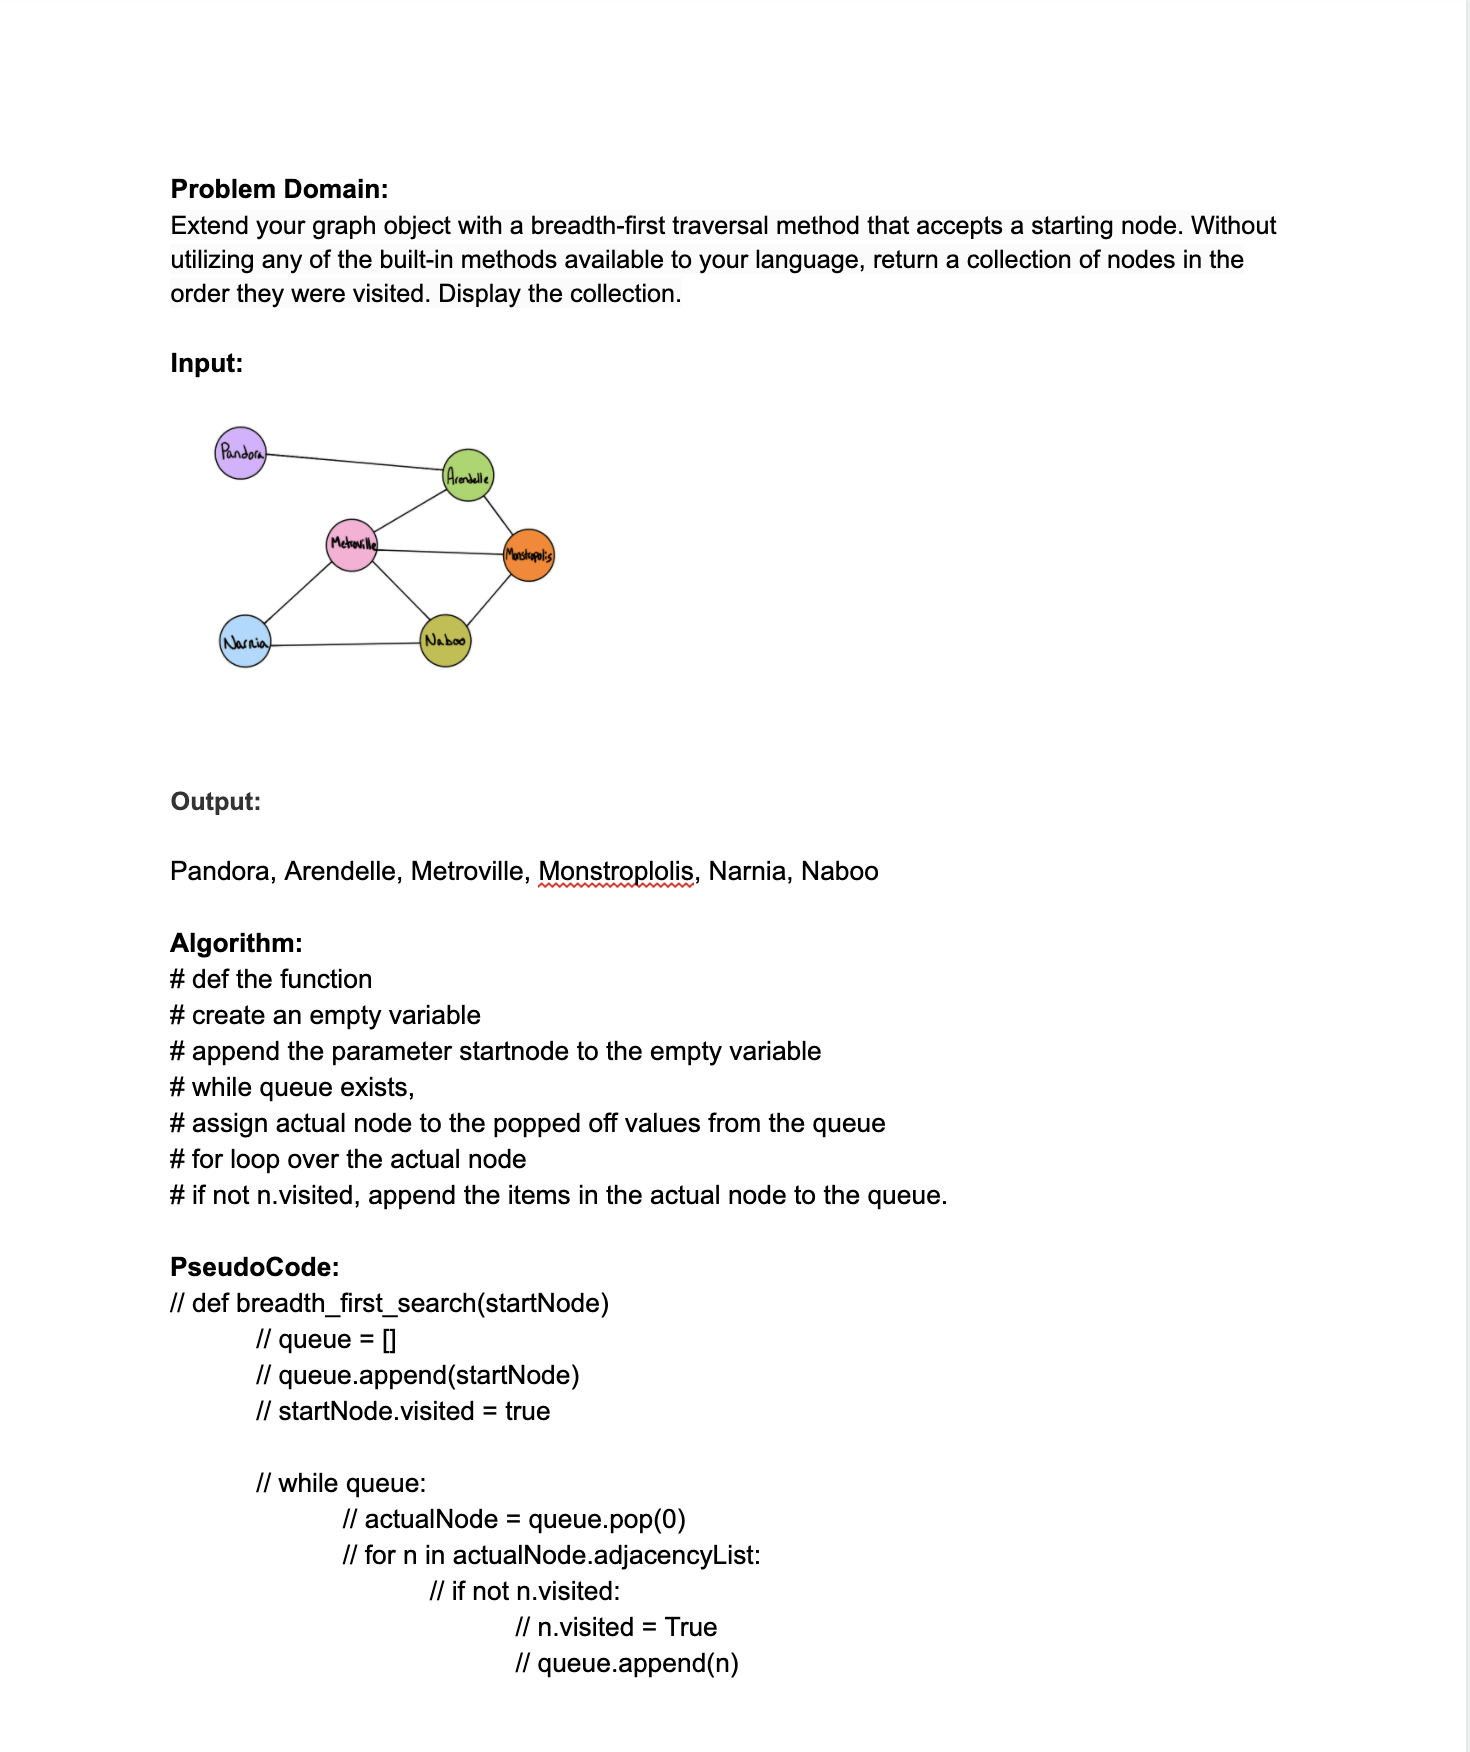 Problem Domain:
Extend your graph object with a breadth-first traversal method that accepts a starting node. Without
utilizing any of the built-in methods available to your language, return a collection of nodes in the
order they were visited. Display the collection.
Input:
Pandora
Arendelle
Metroville
Monstropolis
Narnia
Naboo
Output:
Pandora, Arendelle, Metroville, Monstroplolis, Narnia, Naboo
Algorithm:
# def the function
# create an empty variable
# append the parameter startnode to the empty variable
# while queue exists,
# assign actual node to the popped off values from the queue
# for loop over the actual node
# if not n.visited, append the items in the actual node to the queue.
PseudoCode:
// def breadth_first_search(startNode)
// queue = []
// queue.append(startNode)
// startNode.visited = true
// while queue:
// actualNode = queue.pop(0)
// for n in actualNode.adjacencyList:
// if not n.visited:
// n.visited = True
// queue.append(n)